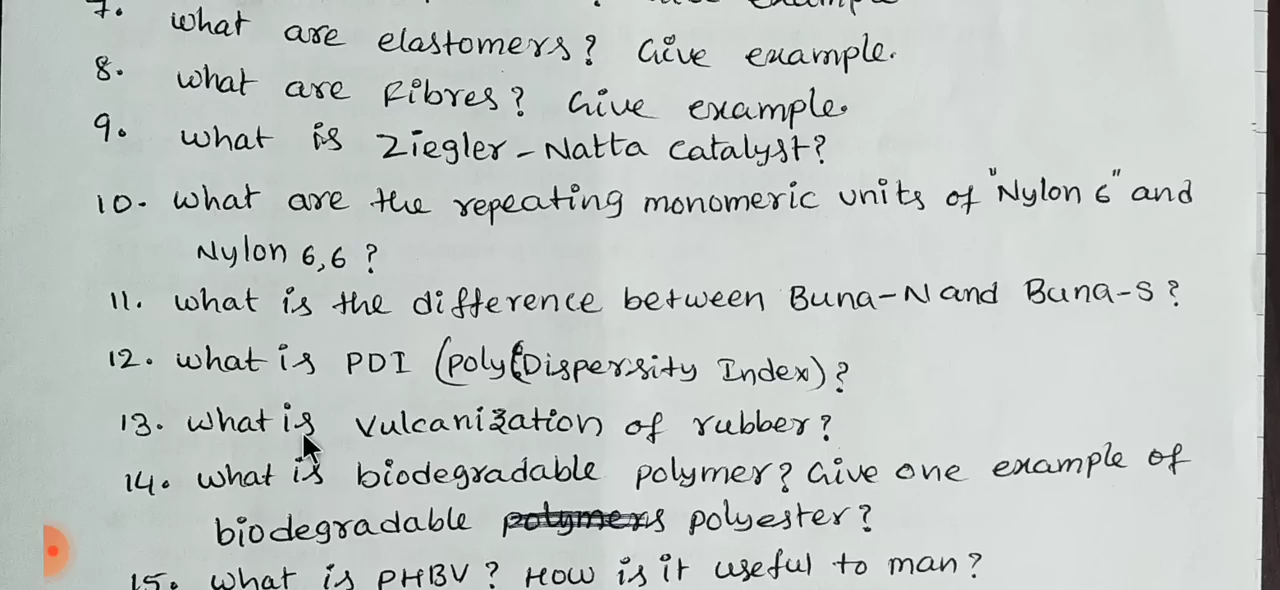 7. what are elastomers? Give example.
8. what are Fibres? Give example.
9. what is Ziegler-Natta catalyst?
10. what are the repeating monomeric units of "Nylon 6" and
Nylon 6,6?
11. what is the difference between Buna-N and Buna-S?
12. what is PDI (poly(Dispersity Index)?
13. what is vulcanization of rubber?
14. what is biodegradable polymer? Give one example of
biodegradable polymers polyester?
15. what is PHBV? How is it useful to man?